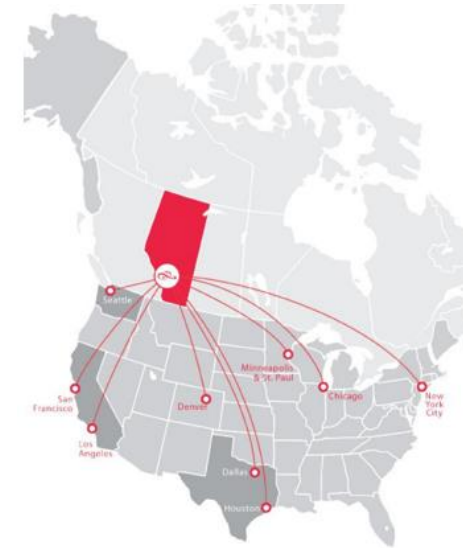 Seattle
Minneapolis
& St. Paul
San
Francisco
Denver
Chicago
New
York
City
Los
Angeles
Dallas
Houston